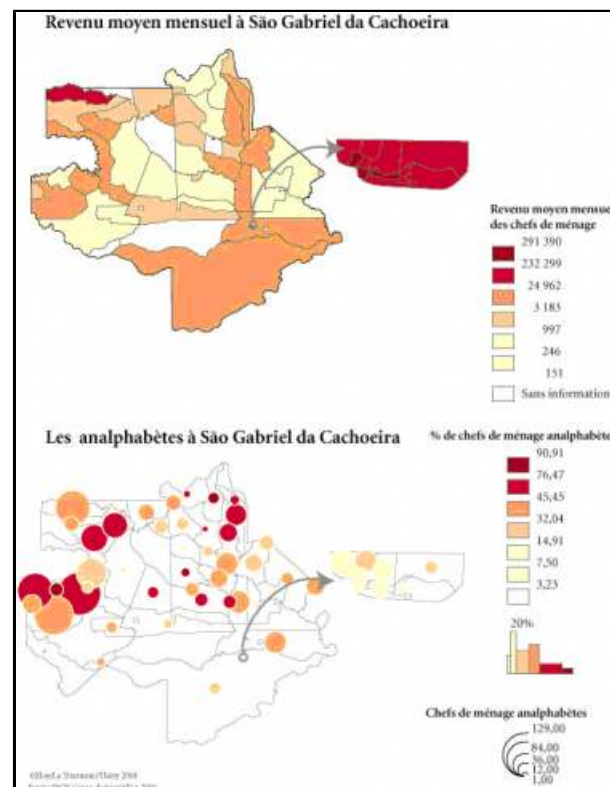 Revenu moyen mensuel à São Gabriel da Cachoeira
Revenu moyen mensue
des chefs de ménage
291 390
232 299
24 962
3 183
997
246
151
Sans information
Les analphabètes à São Gabriel da Cachoeira
% de chefs de ménage analphabète
90,91
76,47
45,45
32,04
14,91
7,50
3,25
20%
Chefs de ménage analphabètes
129,00
84,00
36,00
12,00
1,00